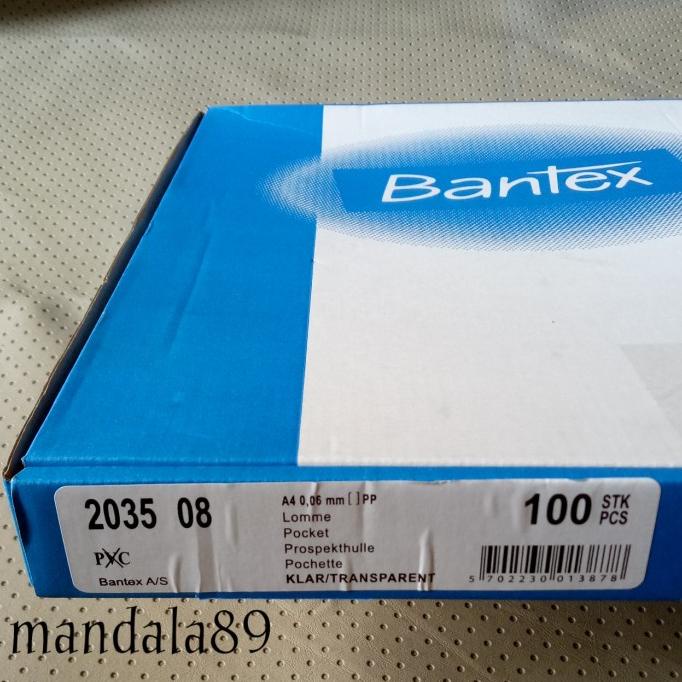 Bantex
2035 08
PVC
Bantex A/S
A4 0,06 mm [ ] PP
Lomme
Pocket
Prospekthulle
Pochette
KLAR/TRANSPARENT
100 STK
PCS
5 702230 013878
mandala89